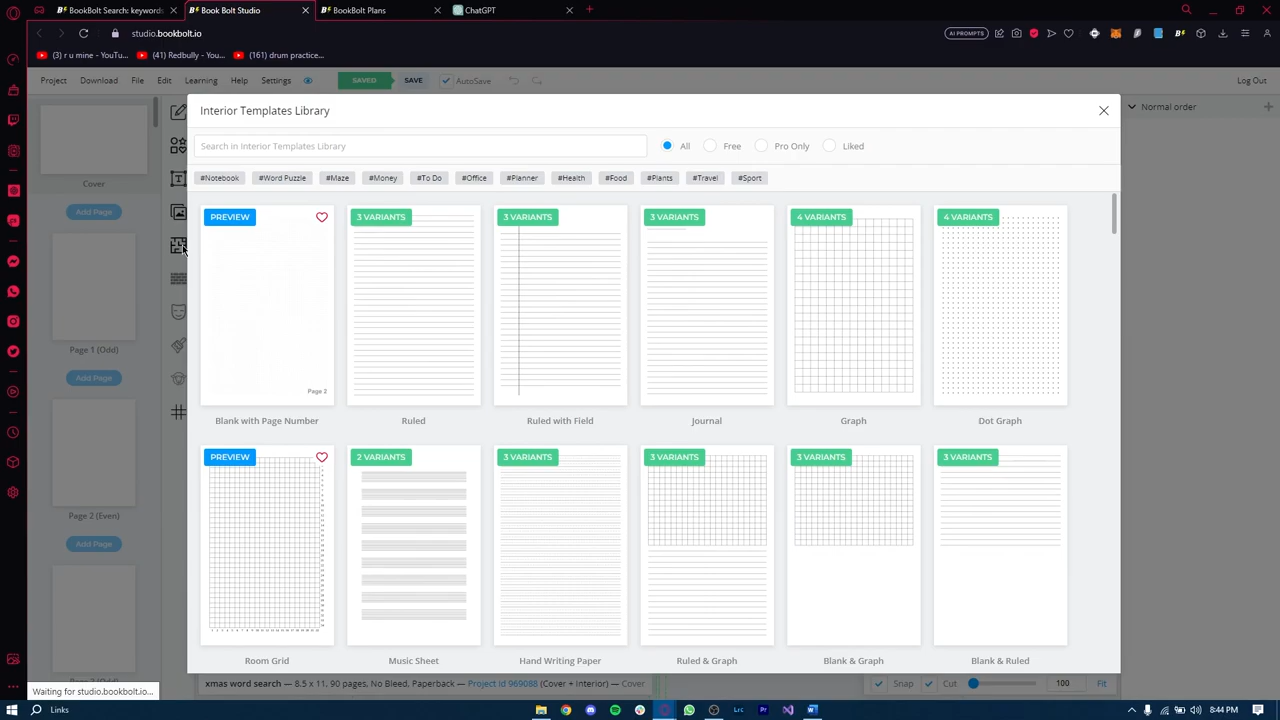 BookBolt Search: keywords
Book Bolt Studio
BookBolt Plans
ChatGPT
studio.bookbolt.io
AI PROMPTS
(3) r u mine - YouTu...
(41) Redbully - You...
(161) drum practice...
Project
Download
File
Edit
Learning
Help
Settings
SAVED
SAVE
AutoSave
Log Out
Interior Templates Library
Normal order
Search in Interior Templates Library
All
Free
Pro Only
Liked
#Notebook
#Word Puzzle
#Maze
#Money
#To Do
#Office
#Planner
#Health
#Food
#Plants
#Travel
#Sport
Cover
Add Page
Page 1 (Odd)
Add Page
Page 2 (Even)
Add Page
PREVIEW
3 VARIANTS
3 VARIANTS
3 VARIANTS
4 VARIANTS
4 VARIANTS
Page 2
Blank with Page Number
Ruled
Ruled with Field
Journal
Graph
Dot Graph
PREVIEW
2 VARIANTS
3 VARIANTS
3 VARIANTS
3 VARIANTS
3 VARIANTS
Room Grid
Music Sheet
Hand Writing Paper
Ruled & Graph
Blank & Graph
Blank & Ruled
xmas word search — 8.5 x 11, 90 pages, No Bleed, Paperback — Project Id 969088 (Cover + Interior) — Cover
Snap
Cut
100
Fit
Waiting for studio.bookbolt.io...
Links
Lrc
Pr
8:44 PM